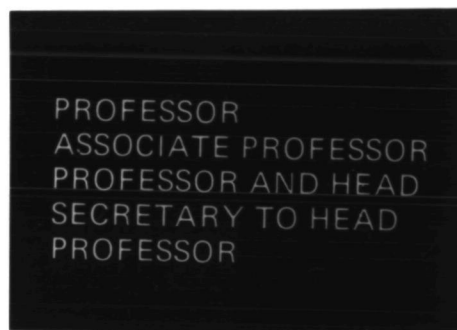 PROFESSOR
ASSOCIATE PROFESSOR
PROFESSOR AND HEAD
SECRETARY TO HEAD
PROFESSOR